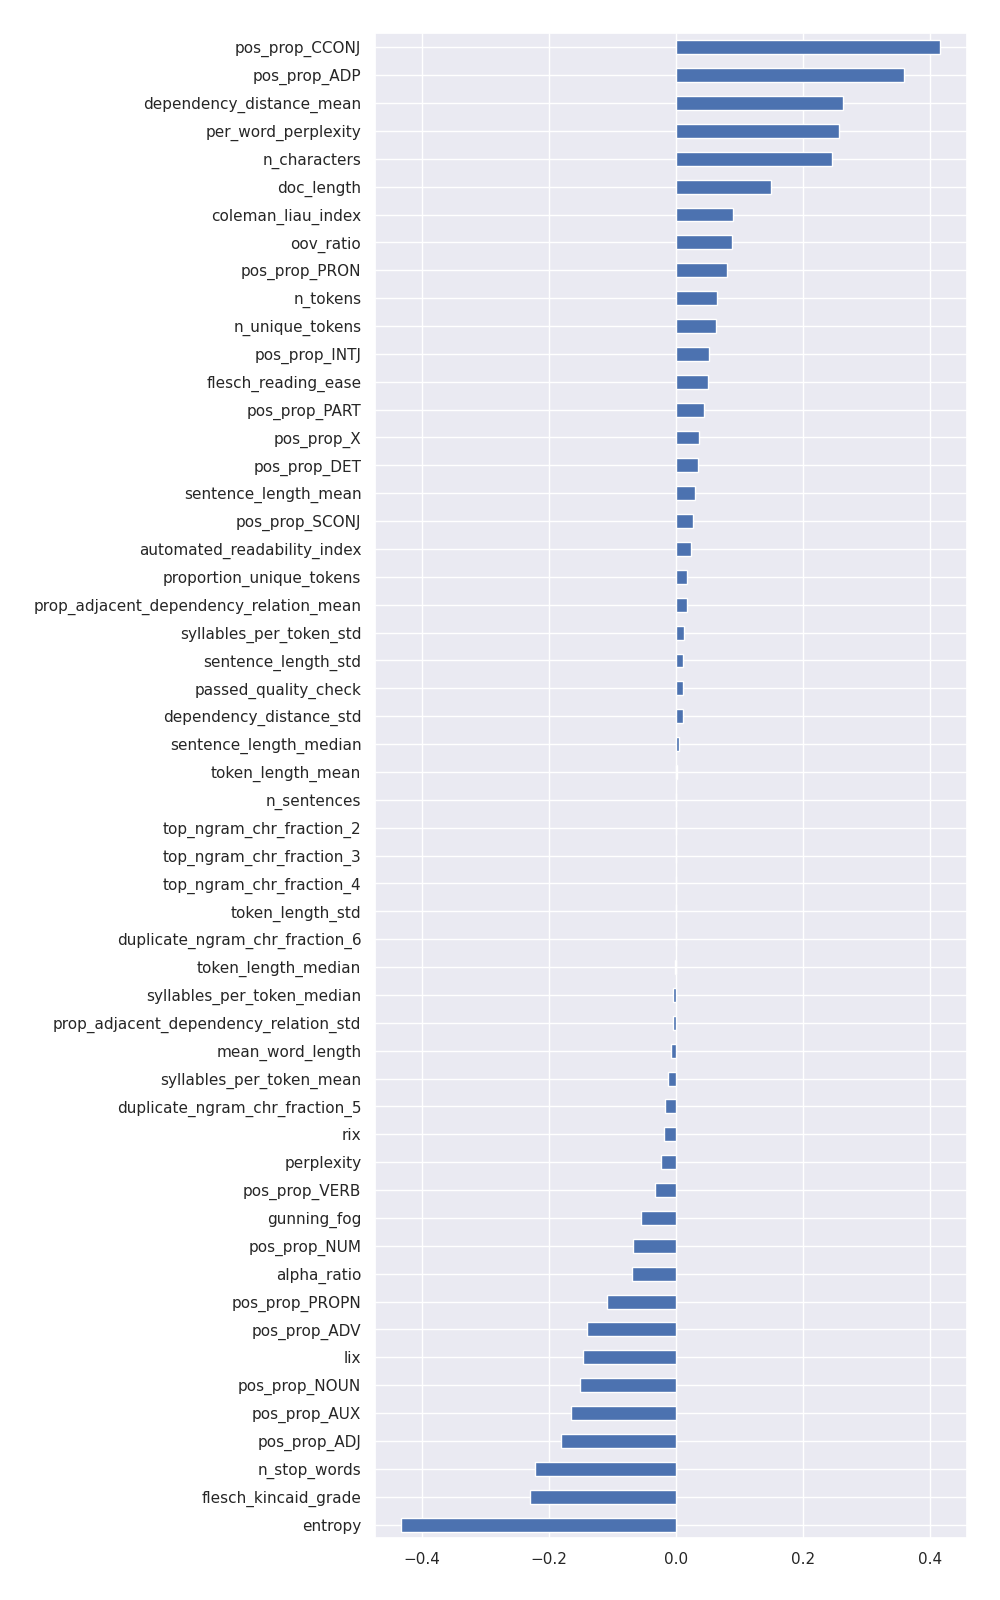 pos_prop_CCONJ
pos_prop_ADP
dependency_distance_mean
per_word_perplexity
n_characters
doc_length
coleman_liau_index
oov_ratio
pos_prop_PRON
n_tokens
n_unique_tokens
pos_prop_INTJ
flesch_reading_ease
pos_prop_PART
pos_prop_X
pos_prop_DET
sentence_length_mean
pos_prop_SCONJ
automated_readability_index
proportion_unique_tokens
prop_adjacent_dependency_relation_mean
syllables_per_token_std
sentence_length_std
passed_quality_check
dependency_distance_std
sentence_length_median
token_length_mean
n_sentences
top_ngram_chr_fraction_2
top_ngram_chr_fraction_3
top_ngram_chr_fraction_4
token_length_std
duplicate_ngram_chr_fraction_6
token_length_median
syllables_per_token_median
prop_adjacent_dependency_relation_std
mean_word_length
syllables_per_token_mean
duplicate_ngram_chr_fraction_5
rix
perplexity
pos_prop_VERB
gunning_fog
pos_prop_NUM
alpha_ratio
pos_prop_PROPN
pos_prop_ADV
lix
pos_prop_NOUN
pos_prop_AUX
pos_prop_ADJ
n_stop_words
flesch_kincaid_grade
entropy
−0.4 −0.2 0.0 0.2 0.4